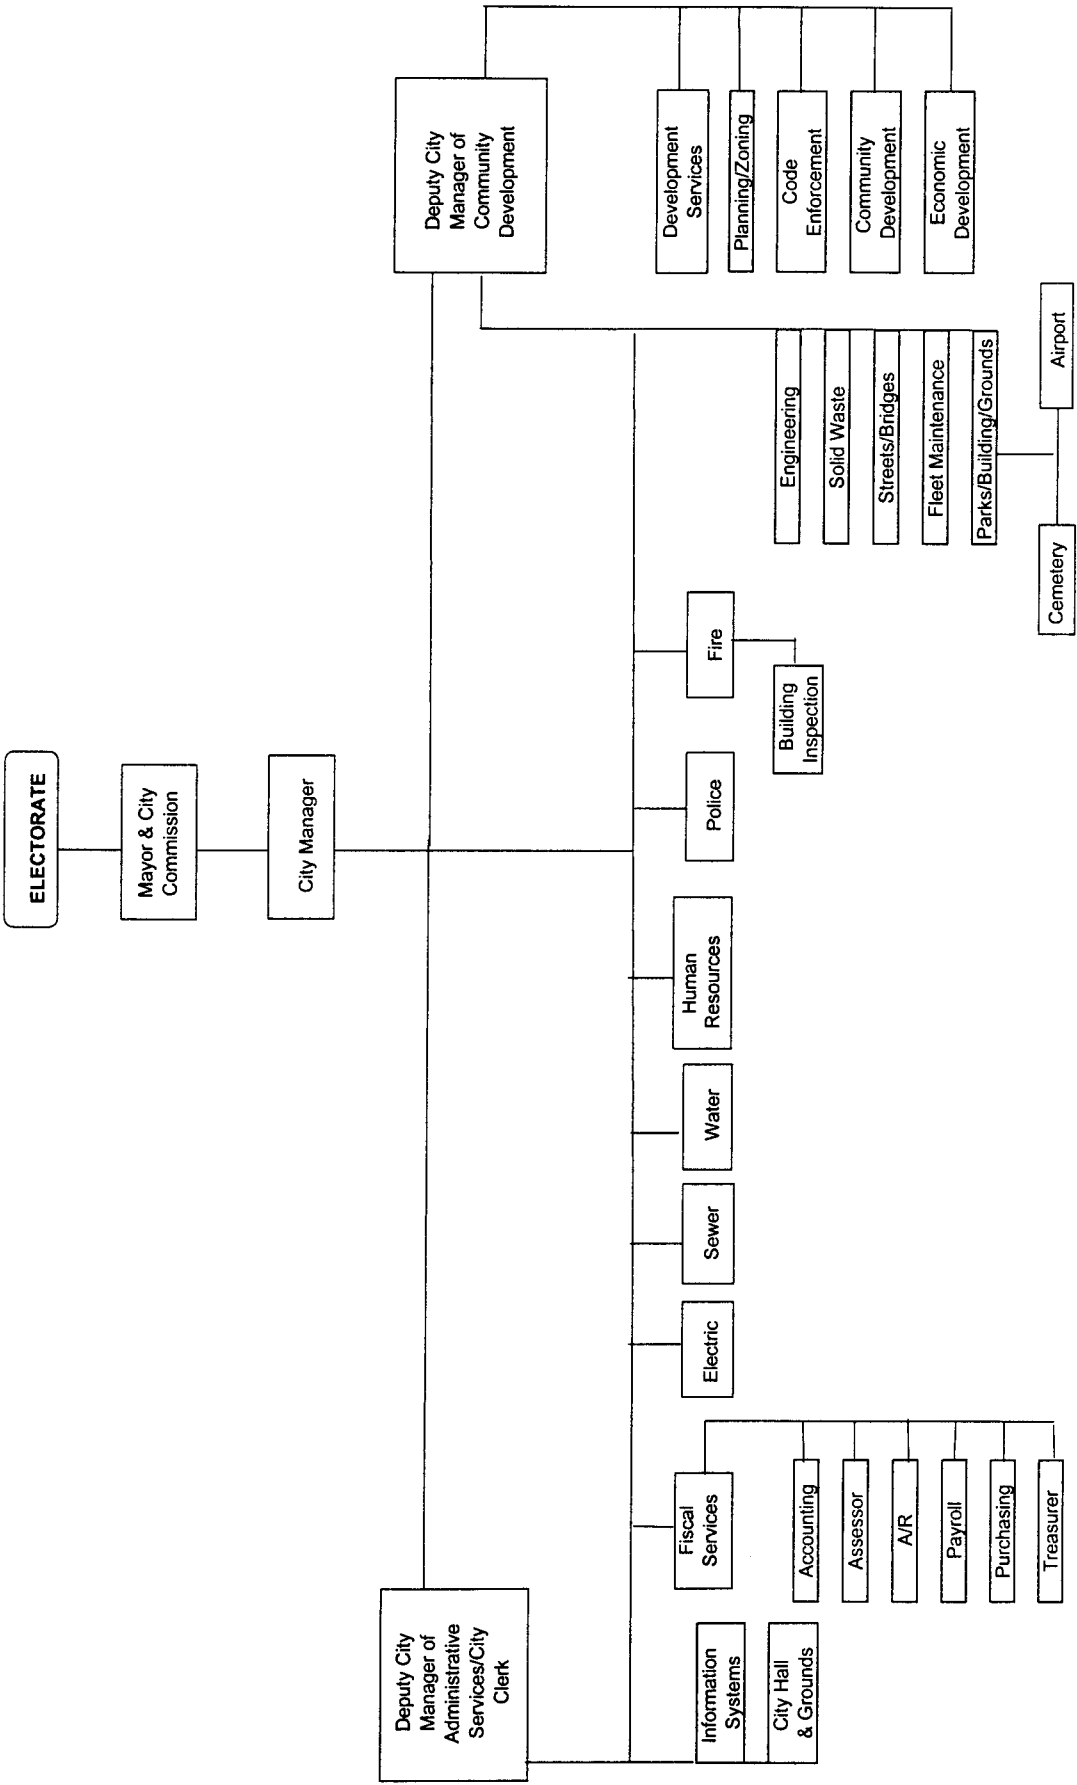 ELECTORATE
Mayor & City
Commission
City Manager
Deputy City
Manager of
Administrative
Services/City
Clerk
Deputy City
Manager of
Community
Development
Information
Systems
City Hall
& Grounds
Fiscal
Services
Accounting
Assessor
A/R
Payroll
Purchasing
Treasurer
Electric
Sewer
Water
Human
Resources
Police
Fire
Building
Inspection
Engineering
Solid Waste
Streets/Bridges
Fleet Maintenance
Parks/Building/Grounds
Cemetery
Airport
Development
Services
Planning/Zoning
Code
Enforcement
Community
Development
Economic
Development